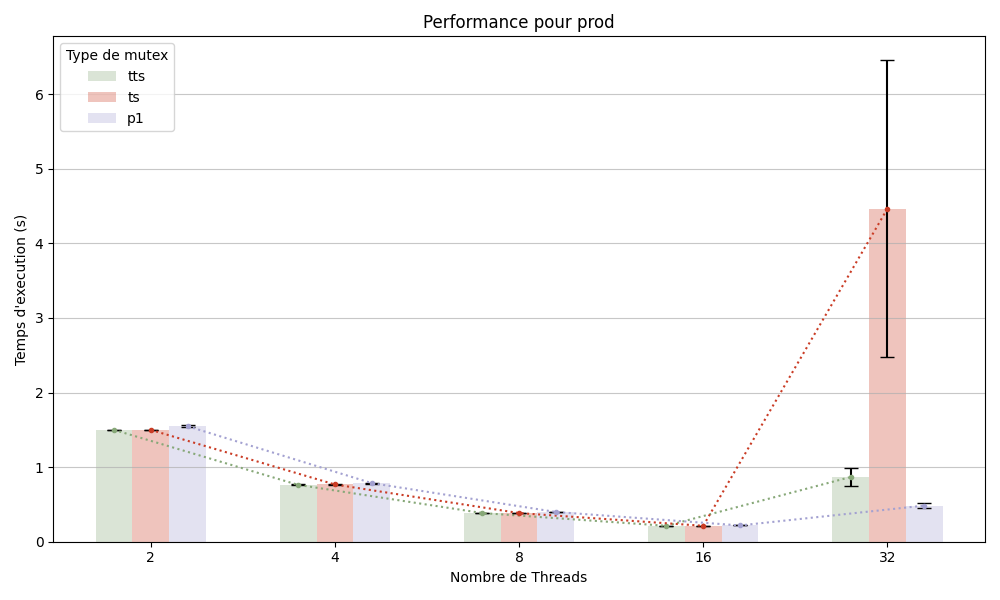 Performance pour prod
Type de mutex
tts
ts
p1
Temps d'execution (s)
6
5
4
3
2
1
0
2
4
8
16
32
Nombre de Threads